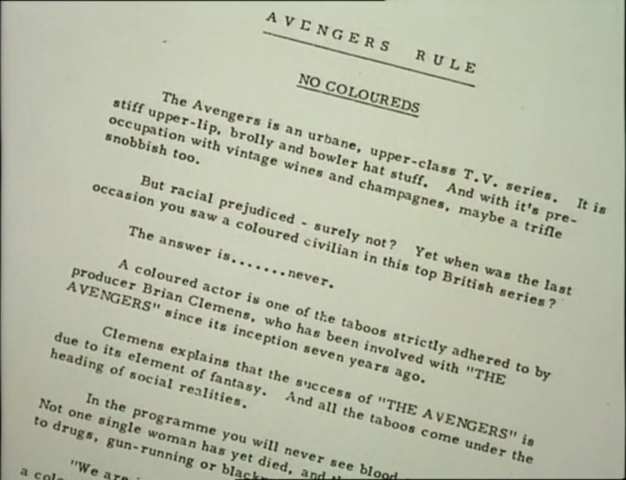 AVENGERS RULE
NO COLOUREDS
The Avengers is an urbane, upper-class T.V. series. It is
stiff upper-lip, brolly and bowler hat stuff. And with it's pre-
occupation with vintage wines and champagnes, maybe a trifle
snobbish too.
But racial prejudiced - surely not? Yet when was the last
occasion you saw a coloured civilian in this top British series?
The answer is.......never.
A coloured actor is one of the taboos strictly adhered to by
producer Brian Clemens, who has been involved with "THE
AVENGERS" since its inception seven years ago.
Clemens explains that the success of "THE AVENGERS" is
due to its element of fantasy. And all the taboos come under the
heading of social realities.
In the programme you will never see blood
Not one single woman has yet died, and
to drugs, gun-running or
"We are
a